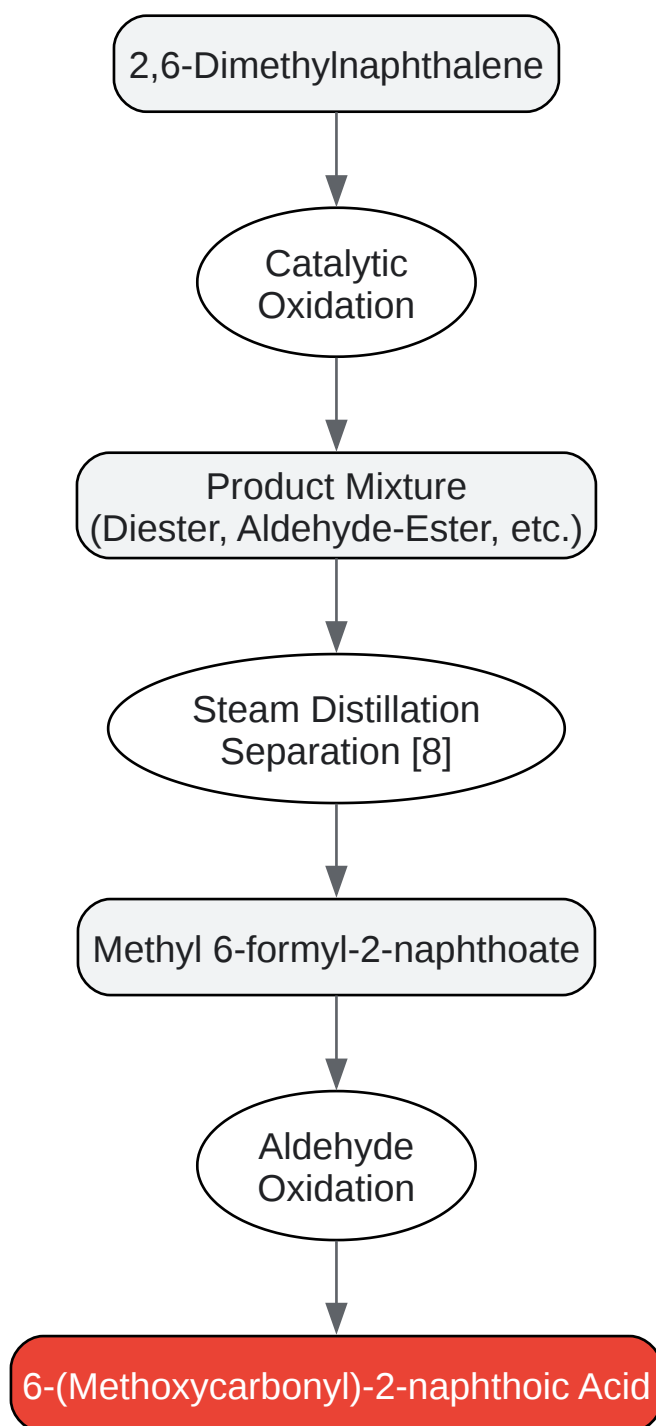 2,6-Dimethylnaphthalene
Catalytic
Oxidation
Product Mixture
(Diester, Aldehyde-Ester, etc.)
Steam Distillation
Separation [8]
Methyl 6-formyl-2-naphthoate
Aldehyde
Oxidation
6-(Methoxycarbonyl)-2-naphthoic Acid